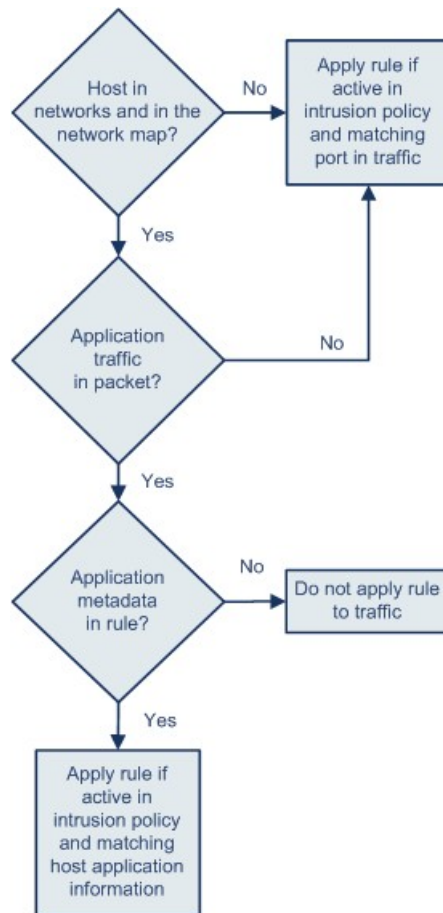 Host in
networks and in the
network map?
No
Apply rule if
active in
intrusion policy
and matching
port in traffic
Yes
Application
traffic
in packet?
No
Yes
Application
metadata
in rule?
No
Do not apply rule
to traffic
Yes
Apply rule if
active in
intrusion policy
and matching
host application
information